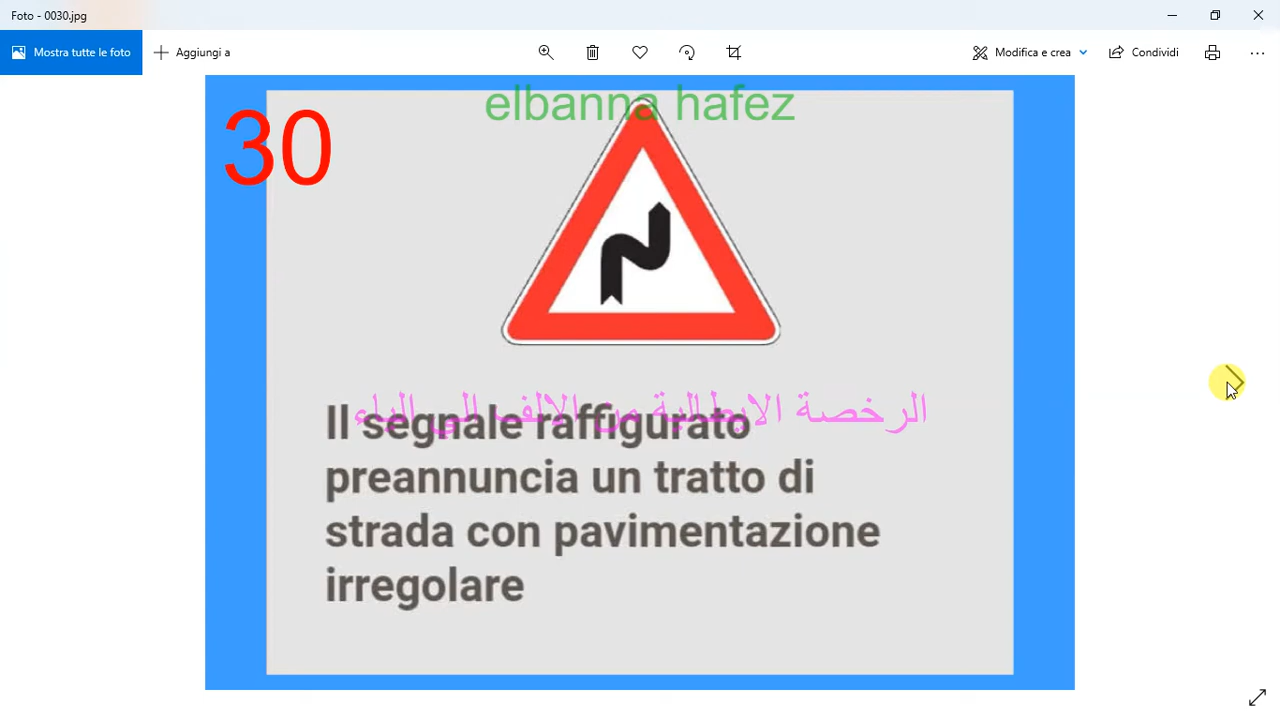 Foto - 0030.jpg
Mostra tutte le foto
Aggiungi a
Modifica e crea
Condividi
elbanna hafez
30
الرخصة الايطالية من الالف الي الياء
Il segnale raffigurato
preannuncia un tratto di
strada con pavimentazione
irregolare